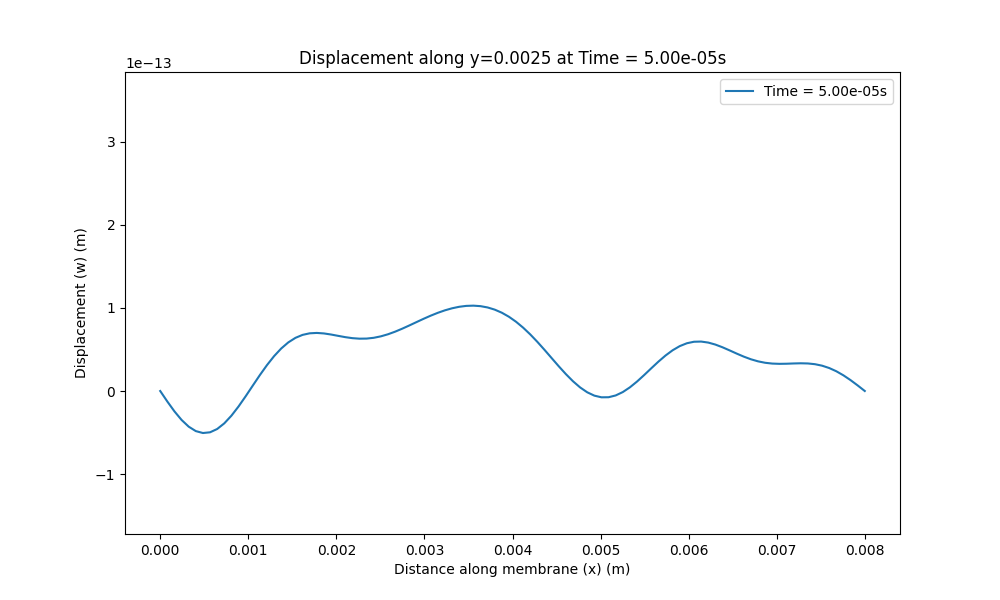 Displacement along y=0.0025 at Time = 5.00e-05s
1e−13
Time = 5.00e-05s
3
2
1
0
−1
Displacement (w) (m)
0.000 0.001 0.002 0.003 0.004 0.005 0.006 0.007 0.008
Distance along membrane (x) (m)